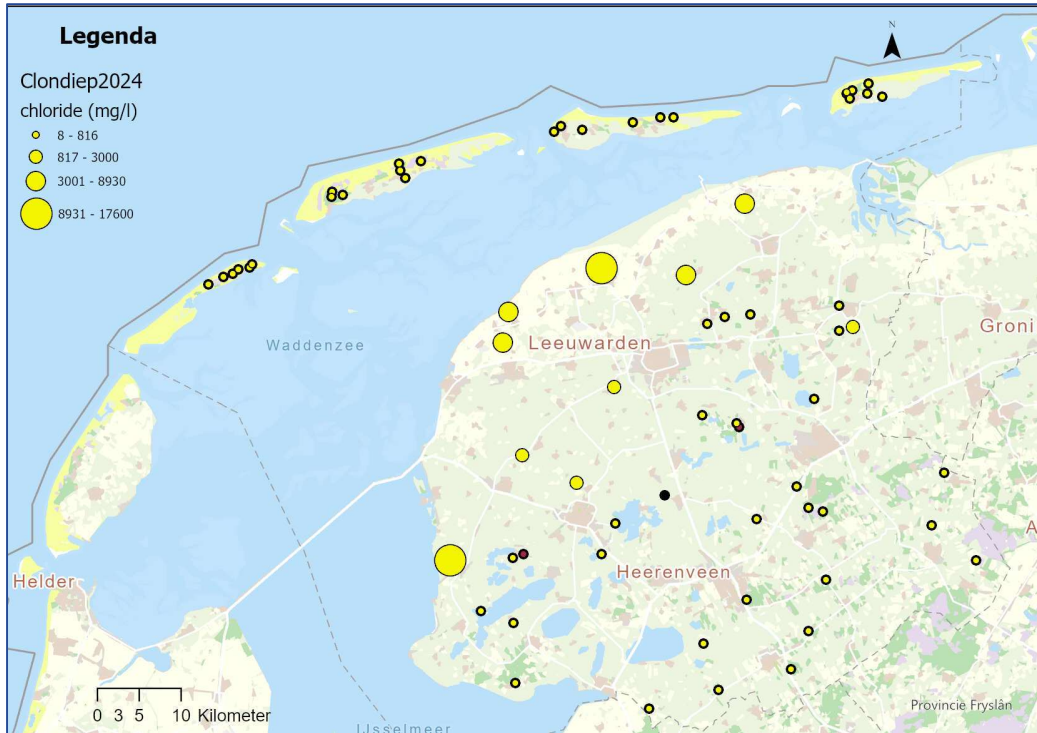 Legenda
Clondiep2024
chloride (mg/l)
8 - 816
817 - 3000
3001 - 8930
8931 - 17600
N
Waddenzee
Leeuwarden
Groni
Helder
Heerenveen
A
0 3 5 10 Kilometer
IJsselmeer
Provincie Fryslân